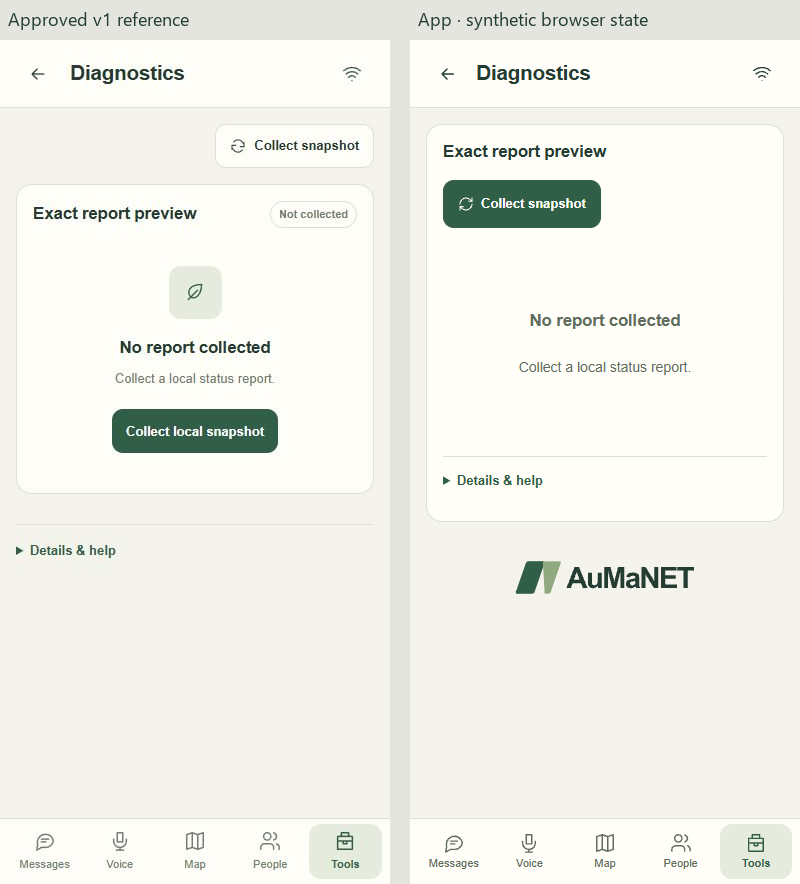 Approved v1 reference
Diagnostics
Collect snapshot
Exact report preview
Not collected
No report collected
Collect a local status report.
Collect local snapshot
Details & help
Messages
Voice
Map
People
Tools
App · synthetic browser state
Diagnostics
Exact report preview
Collect snapshot
No report collected
Collect a local status report.
Details & help
AuMaNET
Messages
Voice
Map
People
Tools